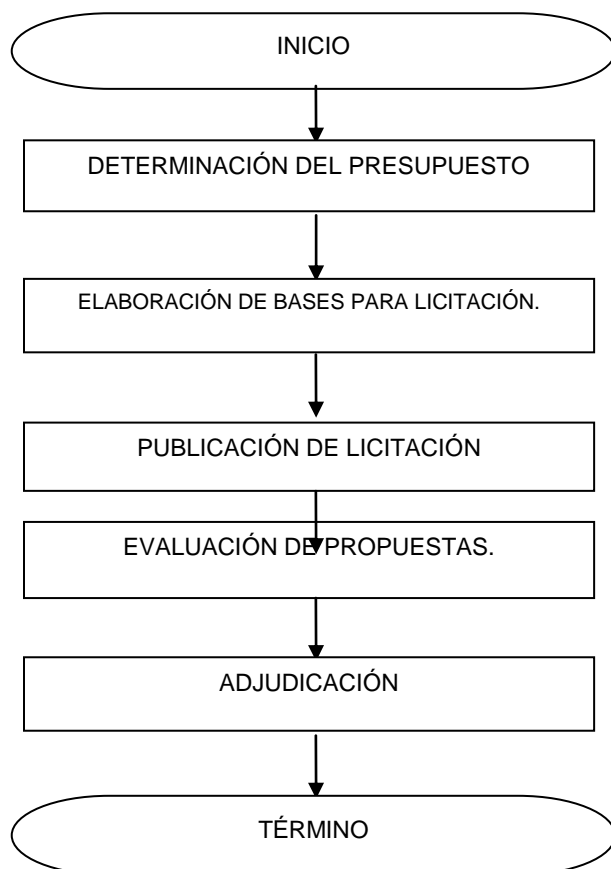 INICIO
DETERMINACIÓN DEL PRESUPUESTO
ELABORACIÓN DE BASES PARA LICITACIÓN.
PUBLICACIÓN DE LICITACIÓN
EVALUACIÓN DE PROPUESTAS.
ADJUDICACIÓN
TÉRMINO